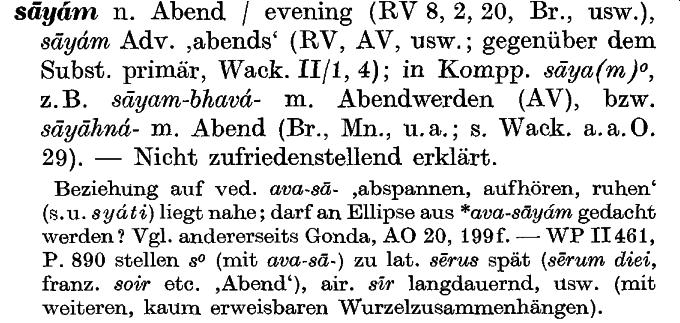 sāyám n. Abend / evening (RV 8, 2, 20, Br., usw.),
sāyám Adv. ‚abends‘ (RV, AV, usw.; gegenüber dem
Subst. primär, Wack. II/1, 4); in Kompp. sāya(m)°,
z.B. sāyam-bhavá- m. Abendwerden (AV), bzw.
sāyāhná- m. Abend (Br., Mn., u.a.; s. Wack. a.a.O.
29). — Nicht zufriedenstellend erklärt.
Beziehung auf ved. ava-sā- ‚abspannen, aufhören, ruhen‘
(s.u. syáti) liegt nahe; darf an Ellipse aus *ava-sāyám gedacht
werden? Vgl. andererseits Gonda, AO 20, 199f. — WP II 461,
P. 890 stellen s° (mit ava-sā-) zu lat. sērus spät (sērum diei,
franz. soir etc. ‚Abend‘), air. sīr langdauernd, usw. (mit
weiteren, kaum erweisbaren Wurzelzusammenhängen).